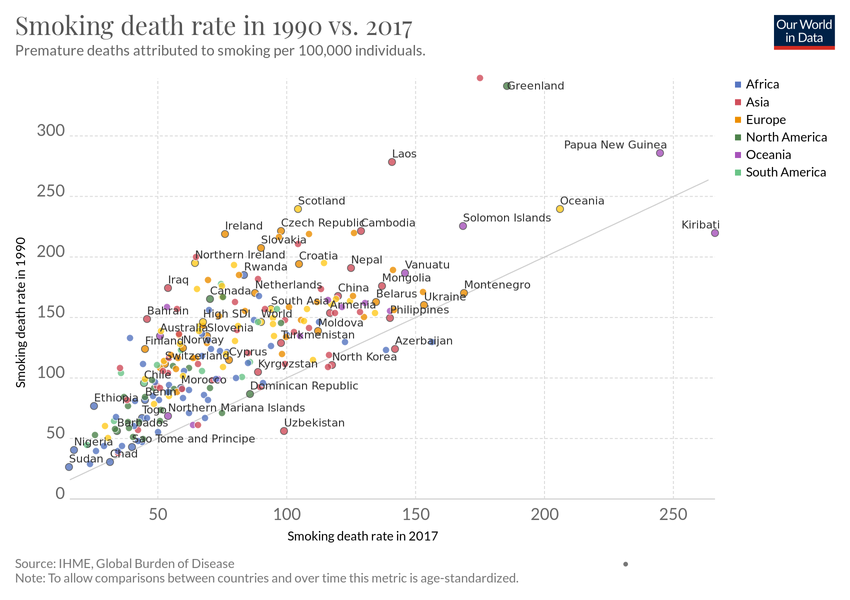 Smoking death rate in 1990 vs. 2017
Premature deaths attributed to smoking per 100,000 individuals.
Our World
in Data
Africa
Asia
Europe
North America
Oceania
South America
Smoking death rate in 1990
300
250
200
150
100
50
0
Greenland
Papua New Guinea
Laos
Scotland
Oceania
Solomon Islands
Kiribati
Ireland
Czech Republic
Cambodia
Slovakia
Northern Ireland
Croatia
Nepal
Vanuatu
Rwanda
Iraq
Canada
Netherlands
China
Mongolia
Montenegro
Belarus
Ukraine
Bahrain
High SDI
South Asia
World
Armenia
Philippines
Australia
Slovenia
Moldova
Finland
Norway
Turkmenistan
Azerbaijan
Switzerland
Cyprus
North Korea
Kyrgyzstan
Chile
Morocco
Benin
Dominican Republic
Ethiopia
Togo
Northern Mariana Islands
Barbados
Uzbekistan
Nigeria
Sao Tome and Principe
Sudan
Chad
50
100
150
200
250
Smoking death rate in 2017
Source: IHME, Global Burden of Disease
Note: To allow comparisons between countries and over time this metric is age-standardized.